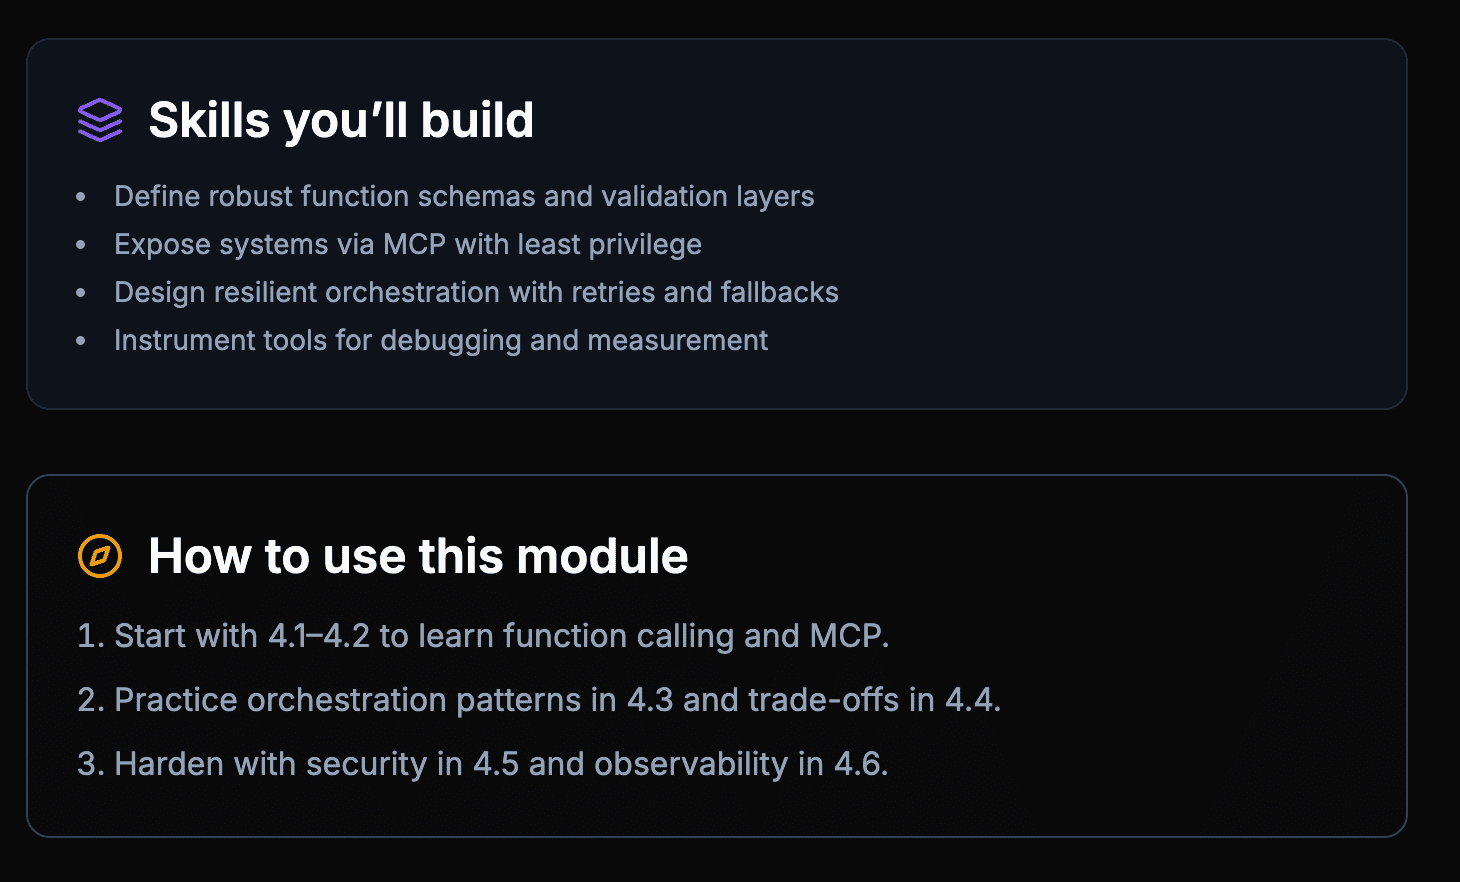 Skills you’ll build
• Define robust function schemas and validation layers
• Expose systems via MCP with least privilege
• Design resilient orchestration with retries and fallbacks
• Instrument tools for debugging and measurement
How to use this module
1. Start with 4.1–4.2 to learn function calling and MCP.
2. Practice orchestration patterns in 4.3 and trade-offs in 4.4.
3. Harden with security in 4.5 and observability in 4.6.